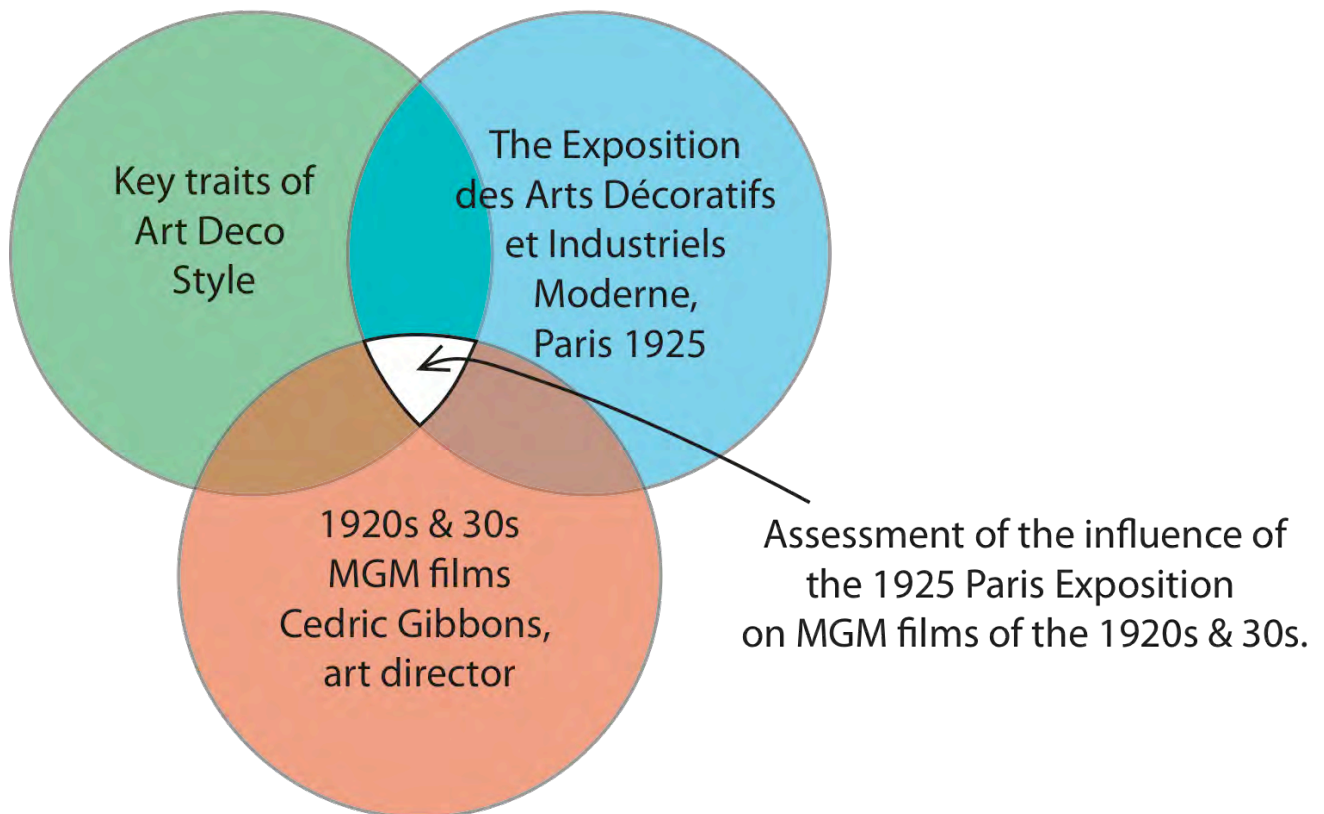 Key traits of
Art Deco
Style
The Exposition
des Arts Décoratifs
et Industriels
Moderne,
Paris 1925
1920s & 30s
MGM films
Cedric Gibbons,
art director
Assessment of the influence of
the 1925 Paris Exposition
on MGM films of the 1920s & 30s.